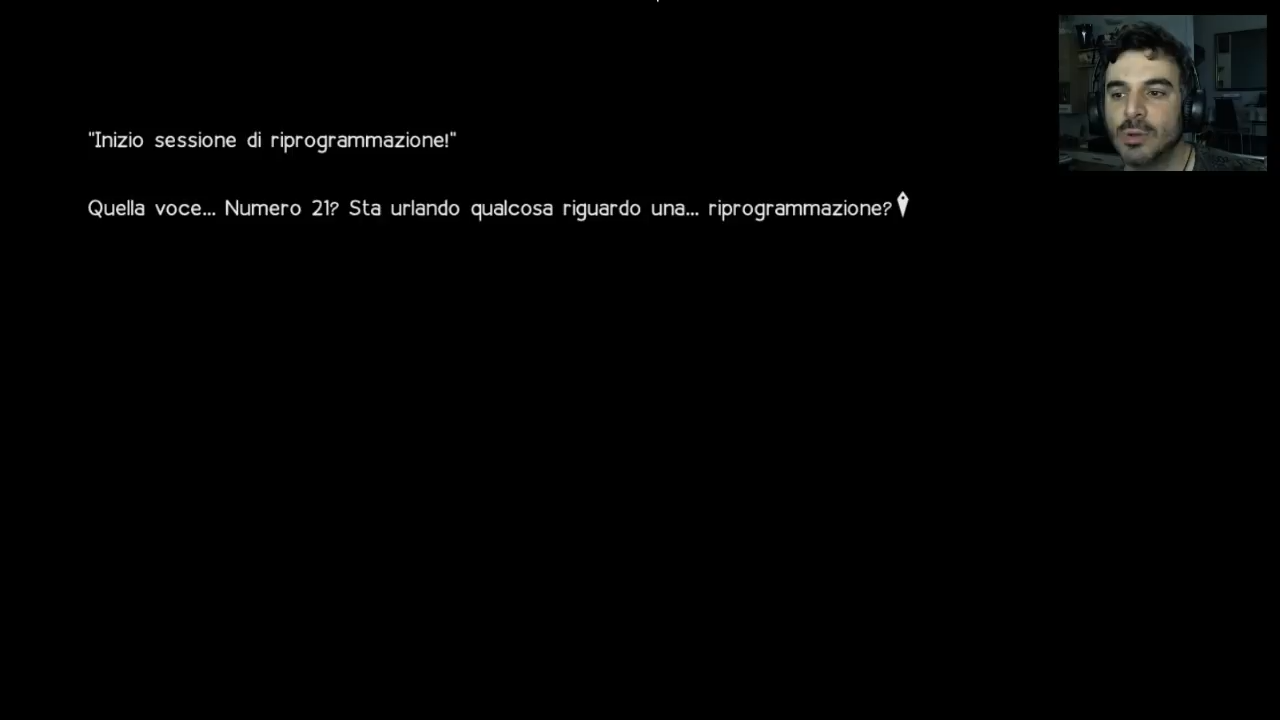 "Inizio sessione di riprogrammazione!"
Quella voce... Numero 21? Sta urlando qualcosa riguardo una... riprogrammazione?